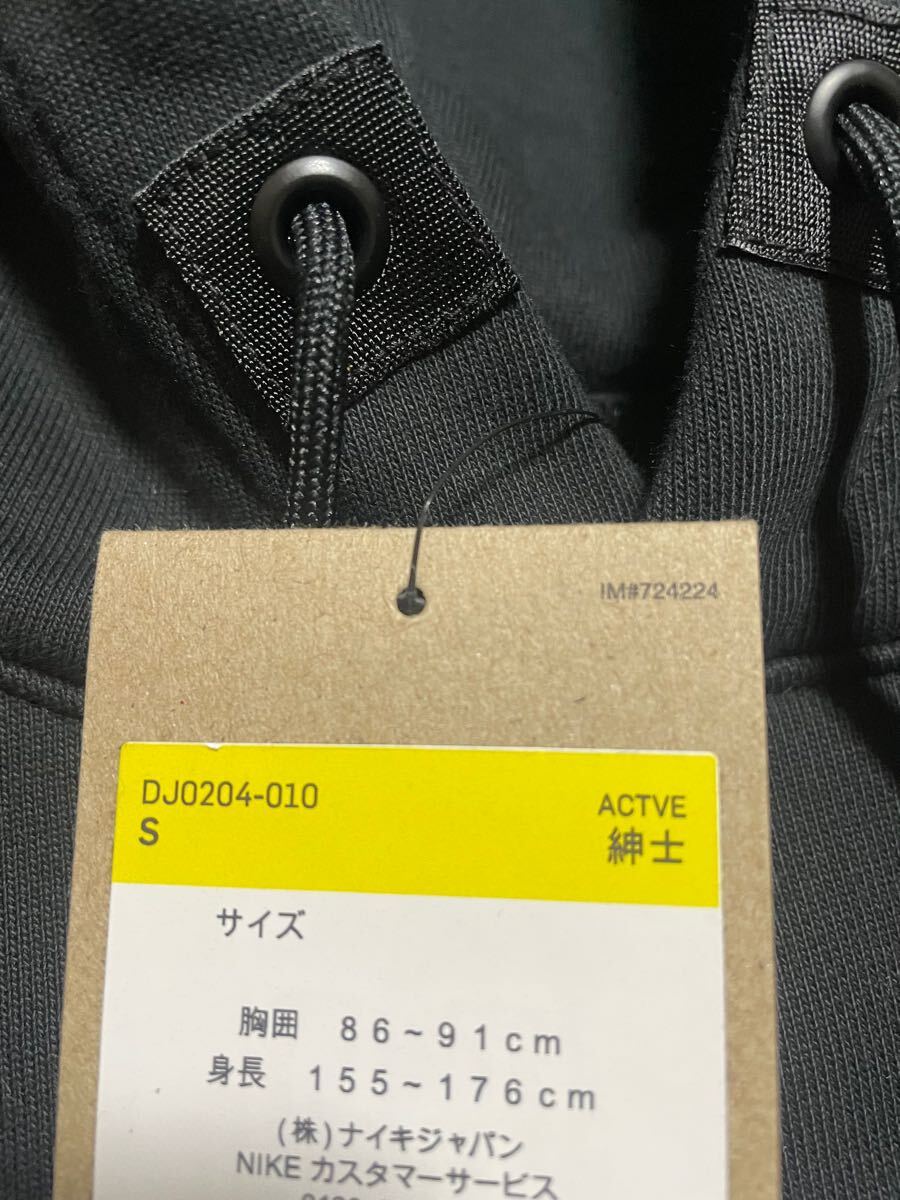 IM#724224
DJ0204-010
ACTVE
S
紳士
サイズ
胸囲 86~91cm
身長 155~176cm
(株)ナイキジャパン
NIKE カスタマーサービス